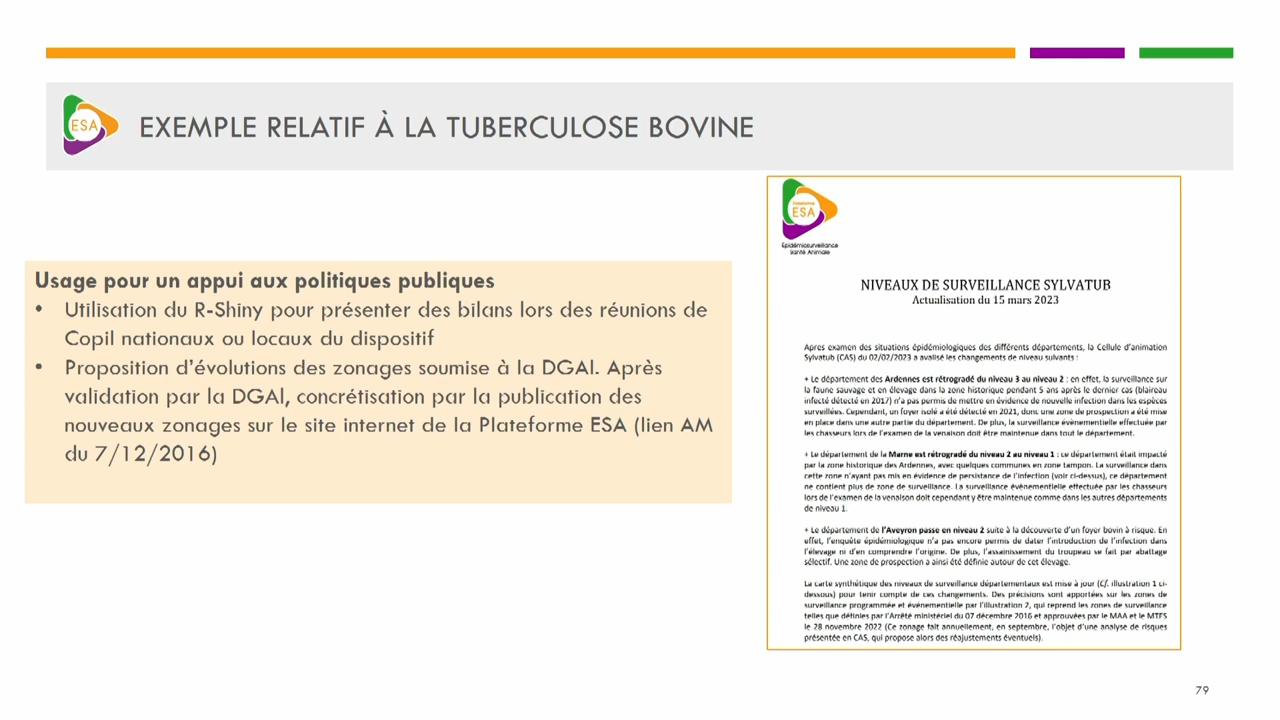 ESA
EXEMPLE RELATIF À LA TUBERCULOSE BOVINE
Usage pour un appui aux politiques publiques
• Utilisation du R-Shiny pour présenter des bilans lors des réunions de
Copil nationaux ou locaux du dispositif
• Proposition d’évolutions des zonages soumise à la DGAl. Après
validation par la DGAl, concrétisation par la publication des
nouveaux zonages sur le site internet de la Plateforme ESA (lien AM
du 7/12/2016)
Plateforme
ESA
Épidémiosurveillance
Santé Animale
NIVEAUX DE SURVEILLANCE SYLVATUB
Actualisation du 15 mars 2023
Apres examen des situations épidémiologiques des différents départements, la Cellule d’animation
Sylvatub (CAS) du 02/02/2023 a avalisé les changements de niveau suivants :
+ Le département des Ardennes est rétrogradé du niveau 3 au niveau 2 : en effet, la surveillance sur
la faune sauvage et en élevage dans la zone historique pendant 5 ans après le dernier cas (blaireau
infecté détecté en 2017) n’a pas permis de mettre en évidence de nouvelle infection dans les espèces
surveillées. Cependant, un foyer isolé a été détecté en 2021, donc une zone de prospection a été mise
en place dans une autre partie du département. De plus, la surveillance évènementielle effectuée par
les chasseurs lors de l’examen de la venaison doit être maintenue dans tout le département.
+ Le département de la Marne est rétrogradé du niveau 2 au niveau 1 : ce département était impacté
par la zone historique des Ardennes, avec quelques communes en zone tampon. La surveillance dans
cette zone n’ayant pas mis en évidence de persistance de l’infection (voir ci-dessus), ce département
ne contient plus de zone de surveillance. La surveillance évènementielle effectuée par les chasseurs
lors de l’examen de la venaison doit cependant y être maintenue comme dans les autres départements
de niveau 1.
+ Le département de l’Aveyron passe en niveau 2 suite à la découverte d’un foyer bovin à risque. En
effet, l’enquête épidémiologique n’a pas encore permis de dater l’introduction de l’infection dans
l’élevage ni d’en comprendre l’origine. De plus, l’assainissement du troupeau se fait par abattage
sélectif. Une zone de prospection a ainsi été définie autour de cet élevage.
La carte synthétique des niveaux de surveillance départementaux est mise à jour (Cf. illustration 1 ci-
dessous) pour tenir compte de ces changements. Des précisions sont apportées sur les zones de
surveillance programmée et événementielle par l’illustration 2, qui reprend les zones de surveillance
telles que définies par l’Arrêté ministériel du 07 décembre 2016 et approuvées par le MAA et le MTES
le 28 novembre 2022 (Ce zonage fait annuellement, en septembre, l’objet d’une analyse de risques
présentée en CAS, qui propose alors des réajustements éventuels).
79